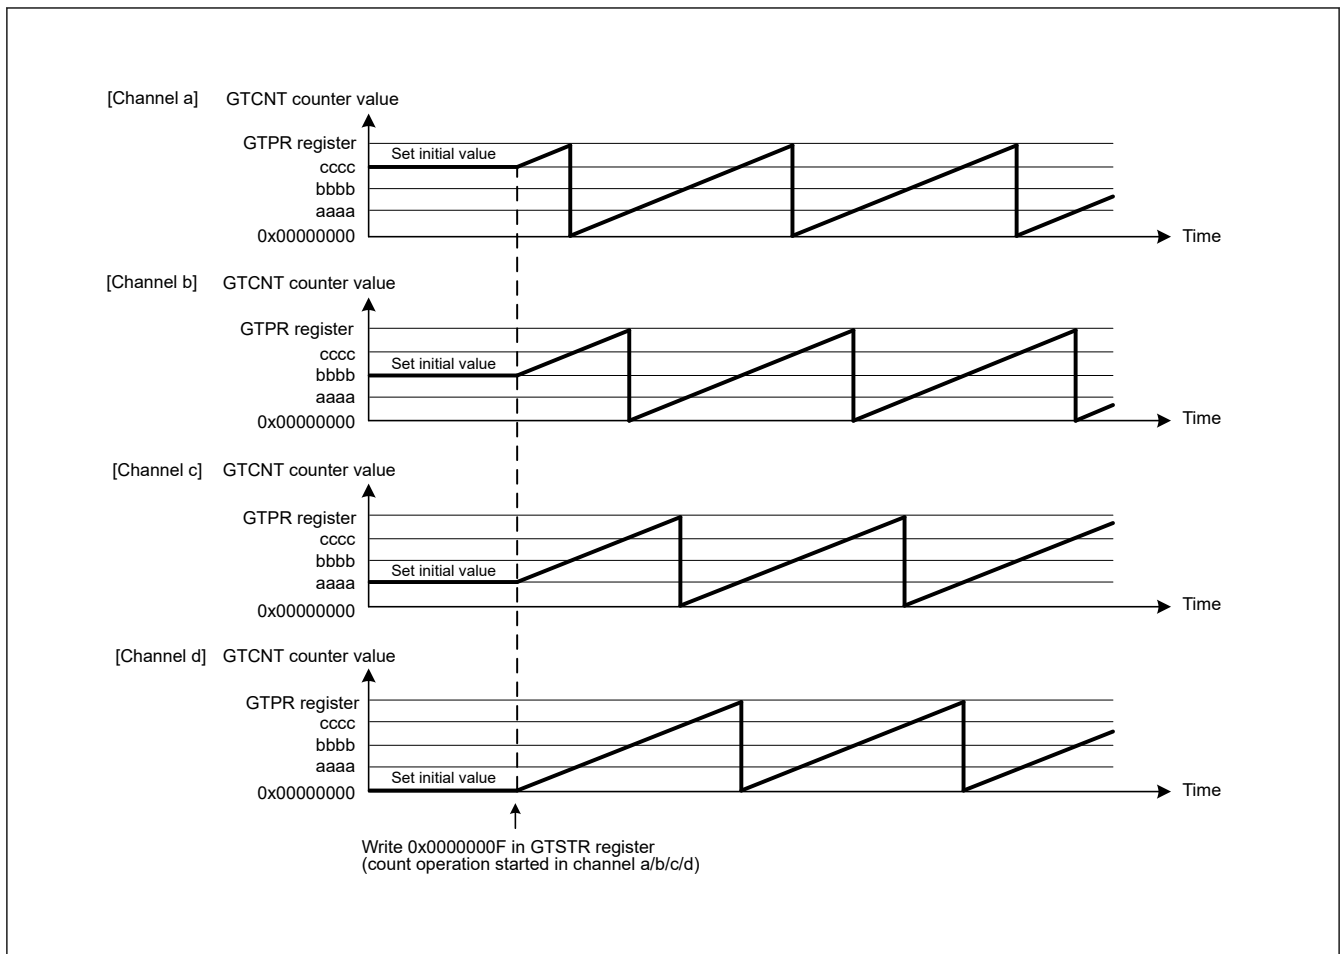 [Channel a] GTCNT counter value
GTPR register
Set initial value
cccc
bbbb
aaaa
0x00000000
Time
[Channel b] GTCNT counter value
GTPR register
cccc
Set initial value
bbbb
aaaa
0x00000000
Time
[Channel c] GTCNT counter value
GTPR register
cccc
bbbb
Set initial value
aaaa
0x00000000
Time
[Channel d] GTCNT counter value
GTPR register
cccc
bbbb
aaaa
Set initial value
0x00000000
Time
Write 0x0000000F in GTSTR register
(count operation started in channel a/b/c/d)